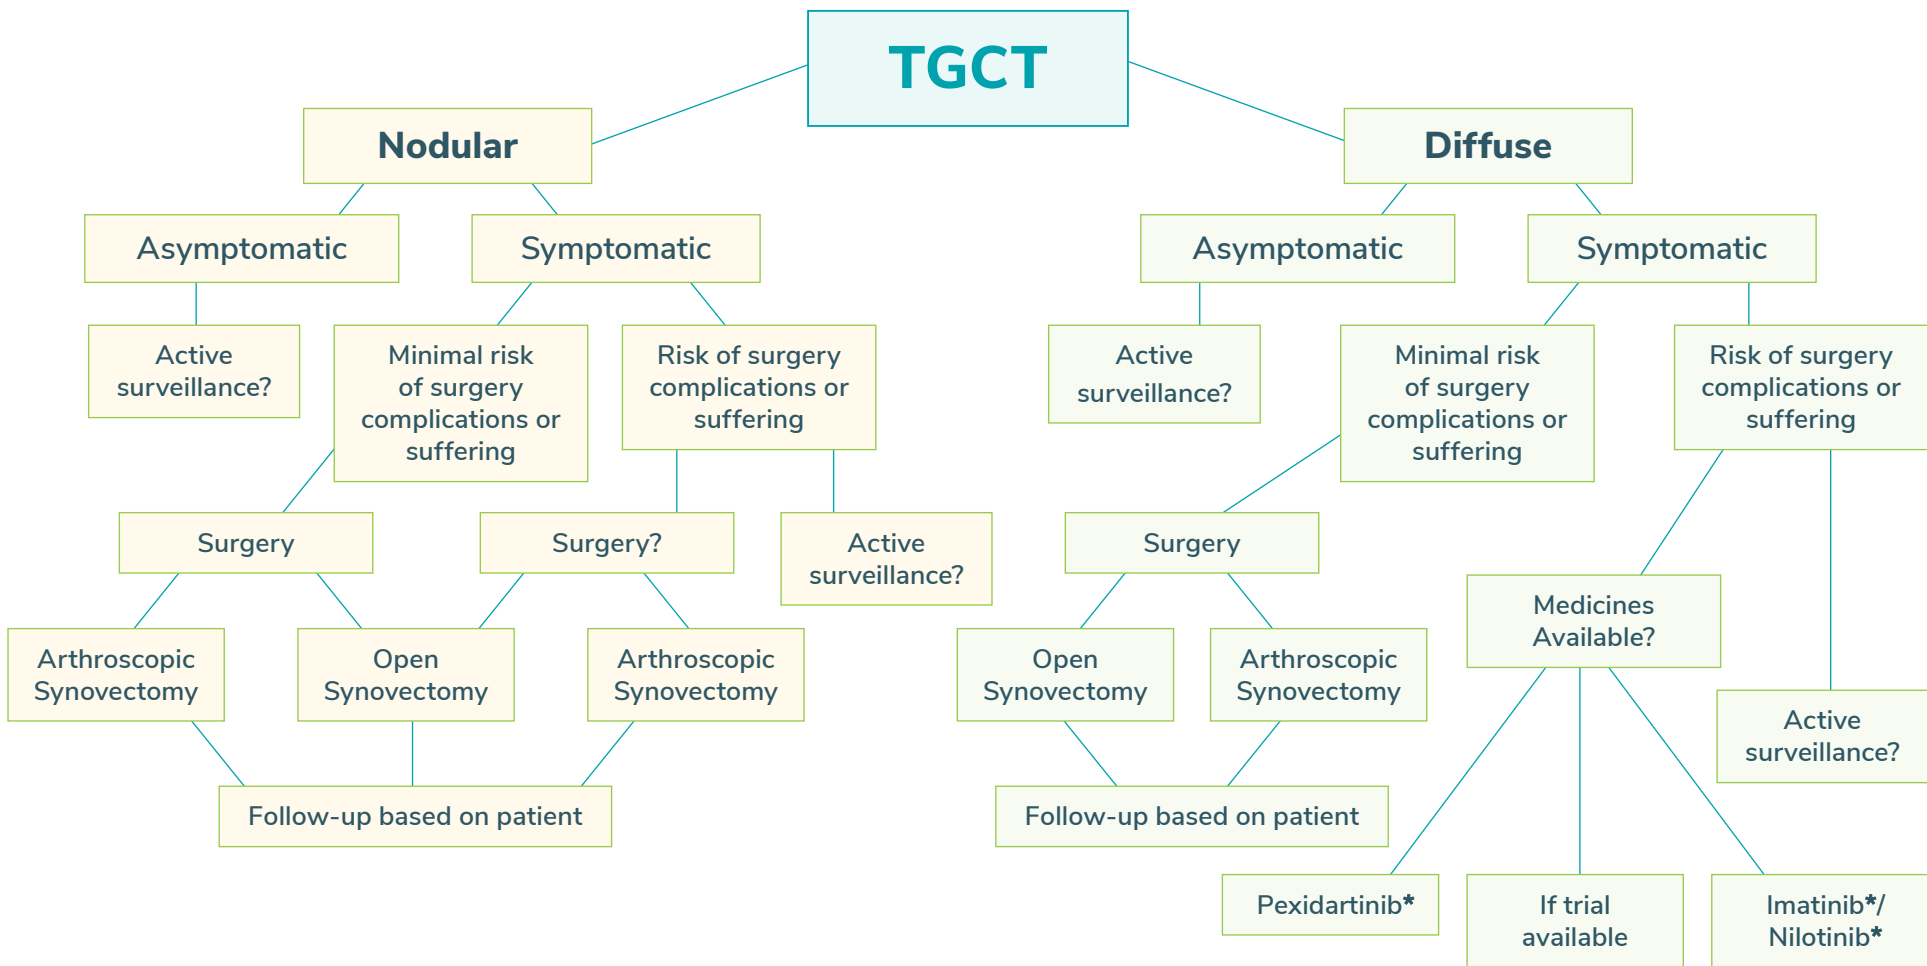 TGCT
Nodular
Diffuse
Asymptomatic
Symptomatic
Asymptomatic
Symptomatic
Active
surveillance?
Minimal risk
of surgery
complications or
suffering
Risk of surgery
complications or
suffering
Active
surveillance?
Minimal risk
of surgery
complications or
suffering
Risk of surgery
complications or
suffering
Surgery
Surgery?
Active
surveillance?
Surgery
Medicines
Available?
Arthroscopic
Synovectomy
Open
Synovectomy
Arthroscopic
Synovectomy
Open
Synovectomy
Arthroscopic
Synovectomy
Active
surveillance?
Follow-up based on patient
Follow-up based on patient
Pexidartinib*
If trial
available
Imatinib*/
Nilotinib*